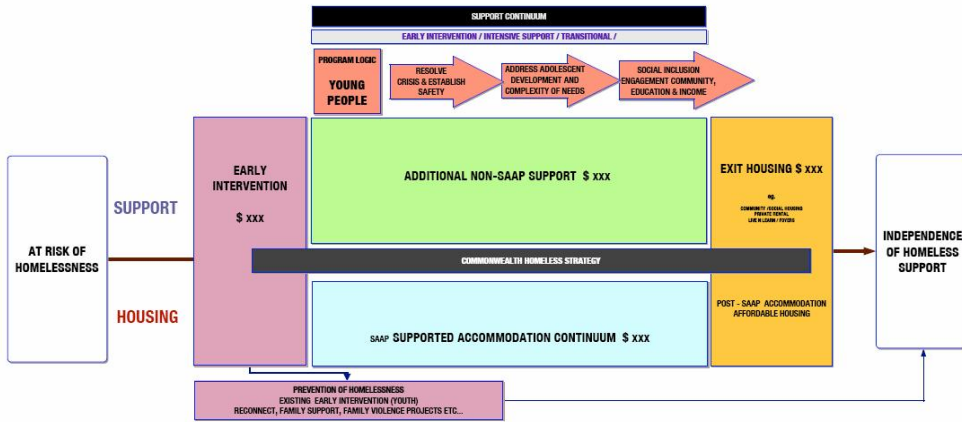 SUPPORT CONTINUUM
EARLY INTERVENTION / INTENSIVE SUPPORT / TRANSITIONAL /
PROGRAM LOGIC
YOUNG
PEOPLE
RESOLVE
CRISIS & ESTABLISH
SAFETY
ADDRESS ADOLESCENT
DEVELOPMENT AND
COMPLEXITY OF NEEDS
SOCIAL INCLUSION
ENGAGEMENT COMMUNITY,
EDUCATION & INCOME
AT RISK OF
HOMELESSNESS
SUPPORT
HOUSING
EARLY
INTERVENTION
$ xxx
ADDITIONAL NON-SAAP SUPPORT $ xxx
COMMONWEALTH HOMELESS STRATEGY
SAAP SUPPORTED ACCOMMODATION CONTINUUM $ xxx
EXIT HOUSING $ xxx
eg.
COMMUNITY /SOCIAL HOUSING
PRIVATE RENTAL
LIVE N LEARN / FOYERS
POST - SAAP ACCOMMODATION
AFFORDABLE HOUSING
INDEPENDENCE
OF HOMELESS
SUPPORT
PREVENTION OF HOMELESSNESS
EXISTING EARLY INTERVENTION (YOUTH)
RECONNECT, FAMILY SUPPORT, FAMILY VIOLENCE PROJECTS ETC...